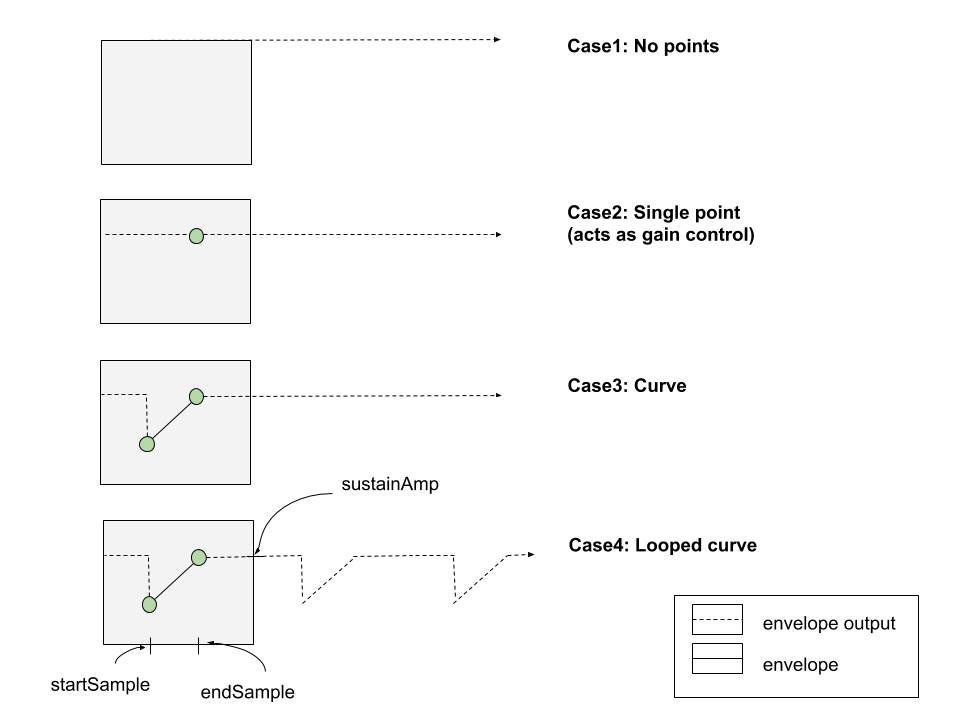 Case1: No points
Case2: Single point
(acts as gain control)
Case3: Curve
sustainAmp
Case4: Looped curve
startSample
endSample
envelope output
envelope